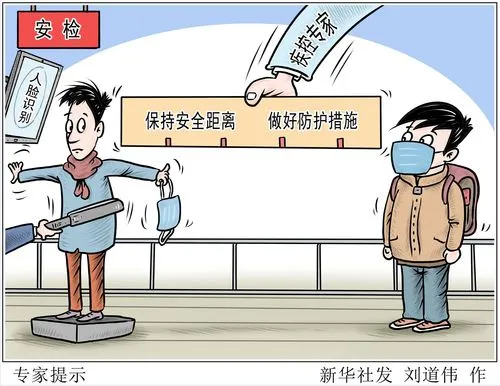 安检
人脸识别
疾控专家
保持安全距离 做好防护措施
专家提示 新华社发 刘道伟 作